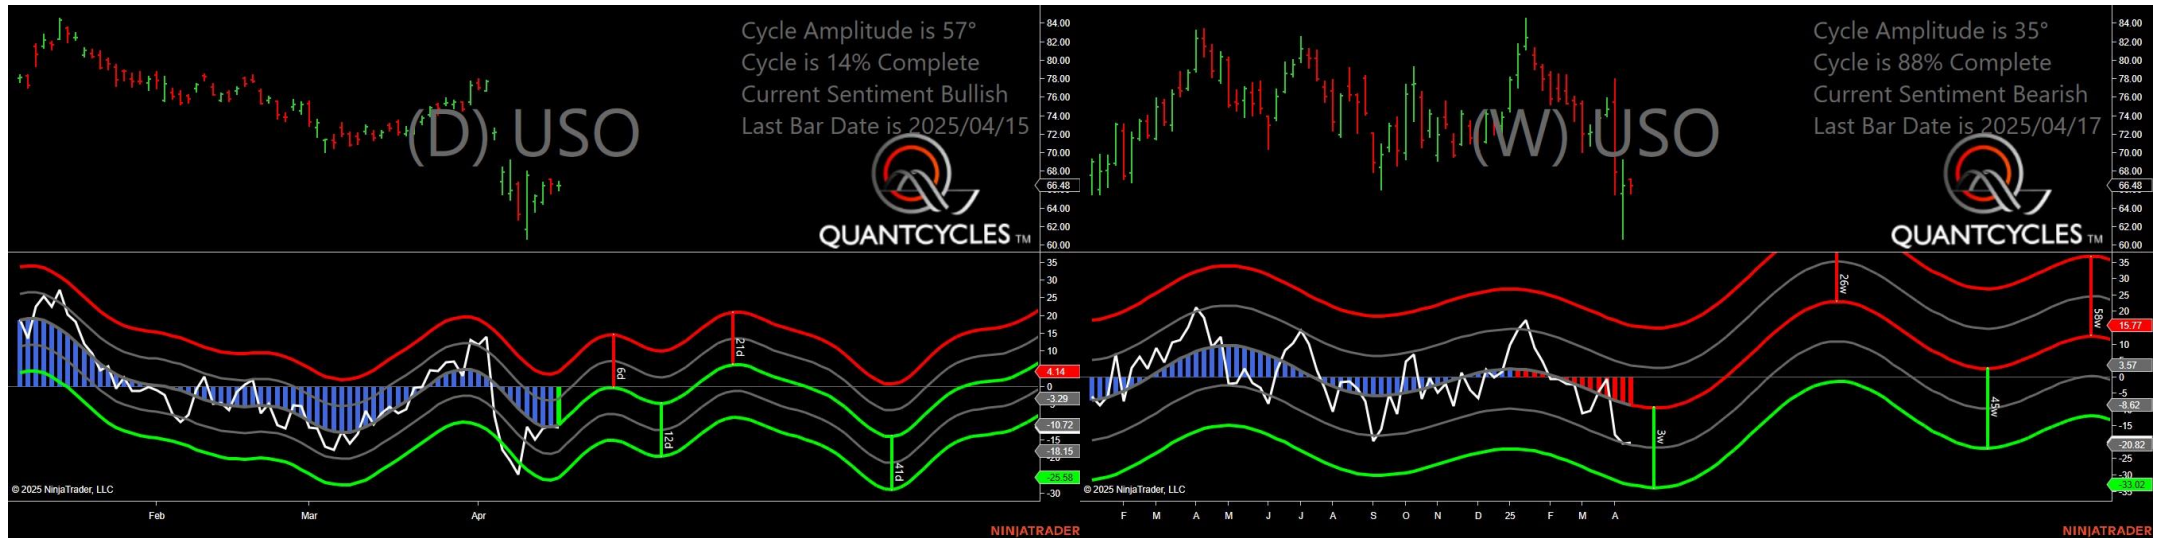 Cycle Amplitude is 57°
Cycle is 14% Complete
Current Sentiment Bullish
Last Bar Date is 2025/04/15
(D) USO
QUANTCYCLES TM
84.00
82.00
80.00
78.00
76.00
74.00
72.00
70.00
68.00
66.48
64.00
62.00
60.00
35
30
25
20
15
10
4.14
0
-3.29
-10.72
-15
-18.15
-25.58
-30
6d
12d
21d
41d
© 2025 NinjaTrader, LLC
Feb
Mar
Apr
NINJATRADER
Cycle Amplitude is 35°
Cycle is 88% Complete
Current Sentiment Bearish
Last Bar Date is 2025/04/17
(W) USO
QUANTCYCLES TM
84.00
82.00
80.00
78.00
76.00
74.00
72.00
70.00
68.00
66.48
64.00
62.00
60.00
35
30
25
20
15.77
10
3.57
0
-5
-8.62
-15
-20.82
-25
-30
-33.02
3w
26w
45w
58w
© 2025 NinjaTrader, LLC
F M A M J J A S O N D 25 F M A
NINJATRADER